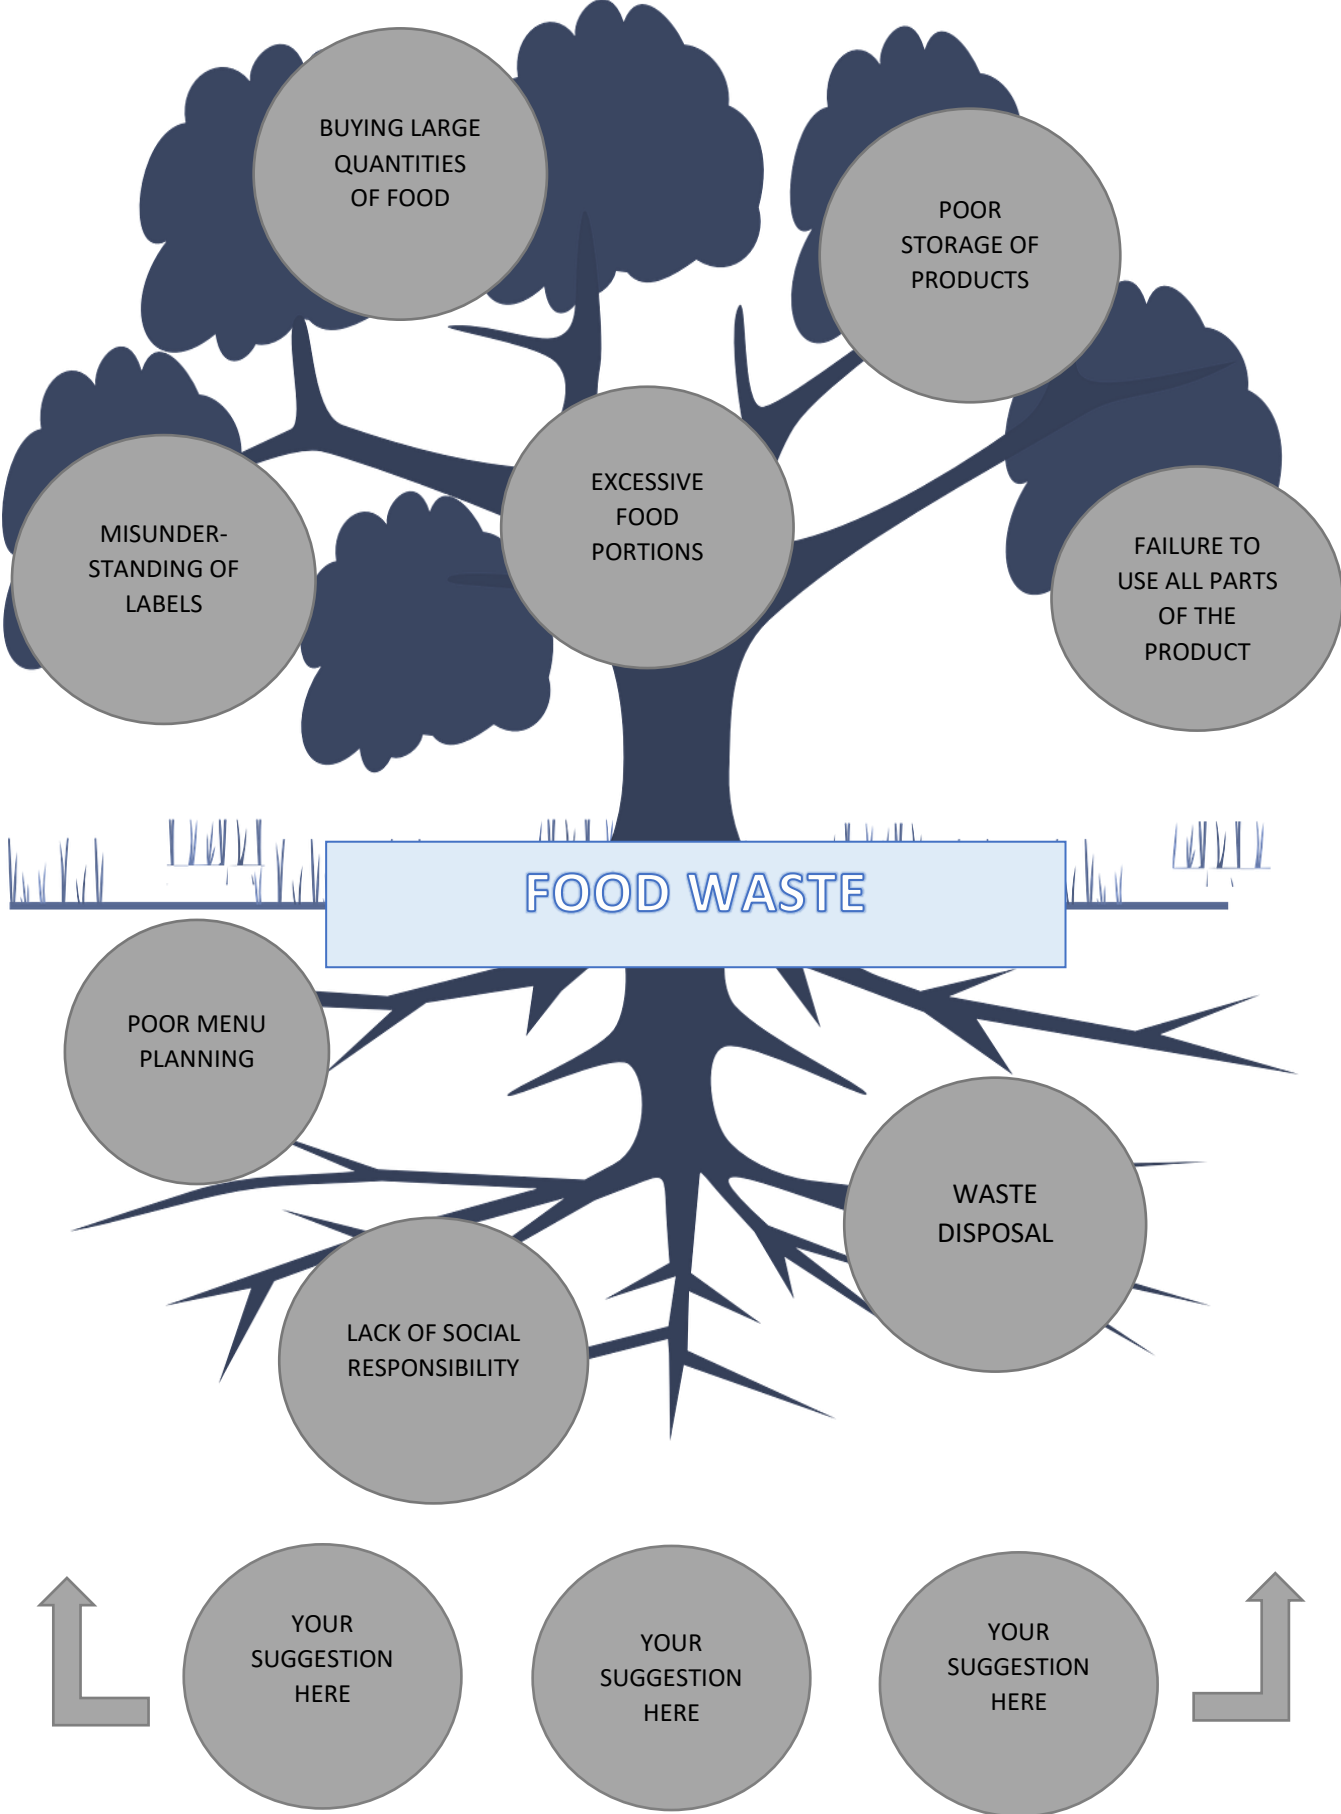 BUYING LARGE
QUANTITIES
OF FOOD
POOR
STORAGE OF
PRODUCTS
EXCESSIVE
FOOD
PORTIONS
MISUNDER-
STANDING OF
LABELS
FAILURE TO
USE ALL PARTS
OF THE
PRODUCT
FOOD WASTE
POOR MENU
PLANNING
WASTE
DISPOSAL
LACK OF SOCIAL
RESPONSIBILITY
YOUR
SUGGESTION
HERE
YOUR
SUGGESTION
HERE
YOUR
SUGGESTION
HERE